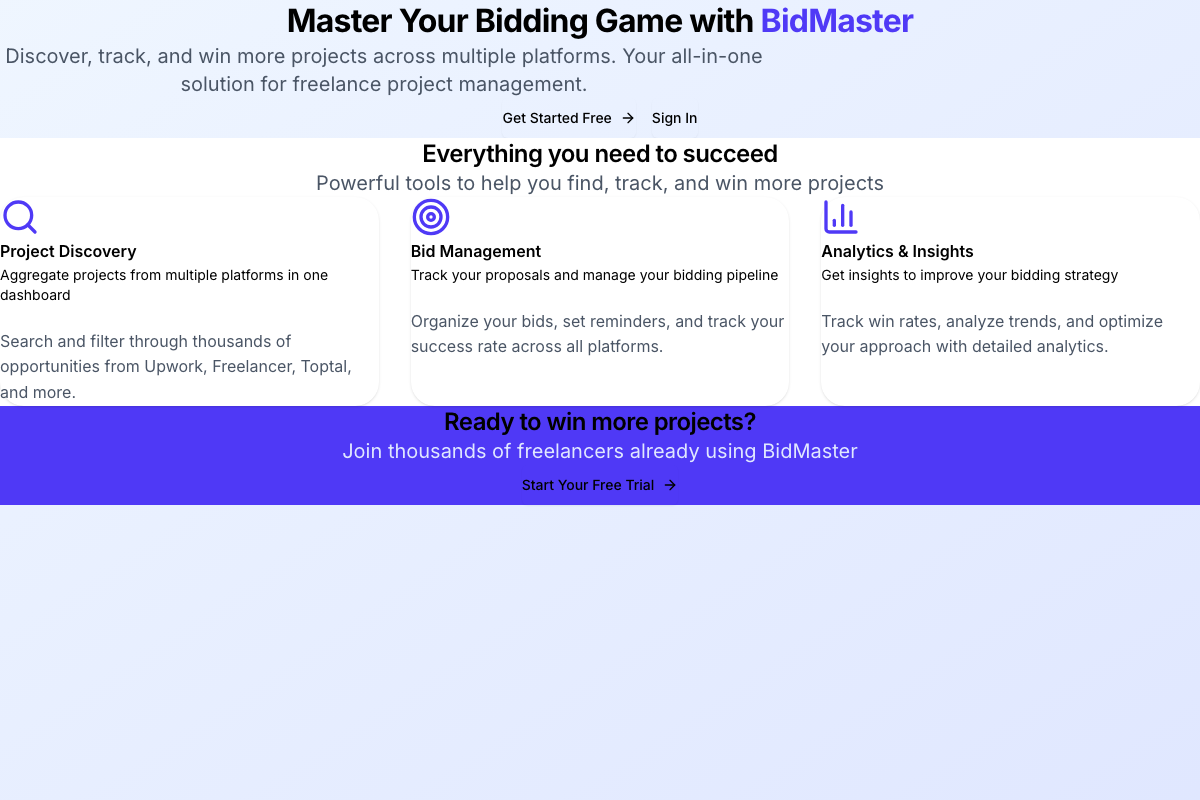 Master Your Bidding Game with BidMaster
Discover, track, and win more projects across multiple platforms. Your all-in-one
solution for freelance project management.
Get Started Free → Sign In
Everything you need to succeed
Powerful tools to help you find, track, and win more projects
Project Discovery
Aggregate projects from multiple platforms in one
dashboard
Search and filter through thousands of
opportunities from Upwork, Freelancer, Toptal,
and more.
Bid Management
Track your proposals and manage your bidding pipeline
Organize your bids, set reminders, and track your
success rate across all platforms.
Analytics & Insights
Get insights to improve your bidding strategy
Track win rates, analyze trends, and optimize
your approach with detailed analytics.
Ready to win more projects?
Join thousands of freelancers already using BidMaster
Start Your Free Trial →